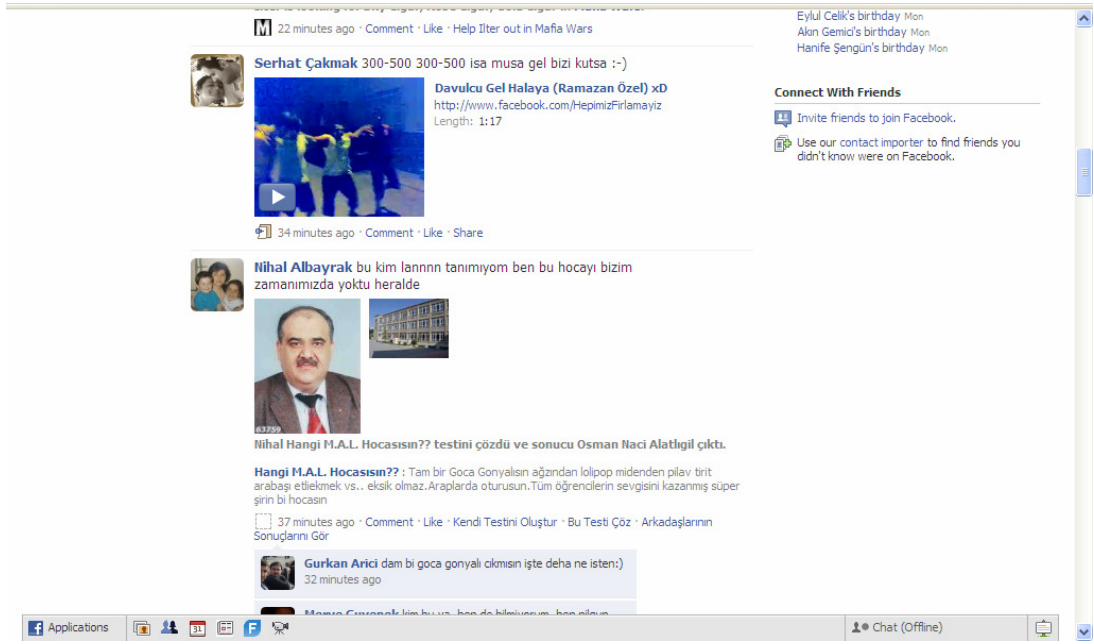 22 minutes ago · Comment · Like · Help Ilter out in Mafia Wars
Serhat Çakmak 300-500 300-500 isa musa gel bizi kutsa :-)
Davulcu Gel Halaya (Ramazan Özel) xD
http://www.facebook.com/HepimizFirlamayiz
Length: 1:17
34 minutes ago · Comment · Like · Share
Nihal Albayrak bu kim lannnn tanımıyom ben bu hocayı bizim
zamanımızda yoktu heralde
63759
Nihal Hangi M.A.L. Hocasısın?? testini çözdü ve sonucu Osman Naci Alatlıgil çıktı.
Hangi M.A.L. Hocasısın?? : Tam bir Goca Gonyalısın ağzından lolipop midenden pilav tirit
arabaşı etliekmek vs.. eksik olmaz.Araplarda oturusun.Tüm öğrencilerin sevgisini kazanmış süper
şirin bi hocasın
37 minutes ago · Comment · Like · Kendi Testini Oluştur · Bu Testi Çöz · Arkadaşlarının
Sonuçlarını Gör
Gurkan Arici dam bi goca gonyalı cıkmısın işte deha ne isten:)
32 minutes ago
Eylul Celik's birthday Mon
Akın Gemici's birthday Mon
Hanife Şengün's birthday Mon
Connect With Friends
Invite friends to join Facebook.
Use our contact importer to find friends you
didn't know were on Facebook.
Applications
31
Chat (Offline)